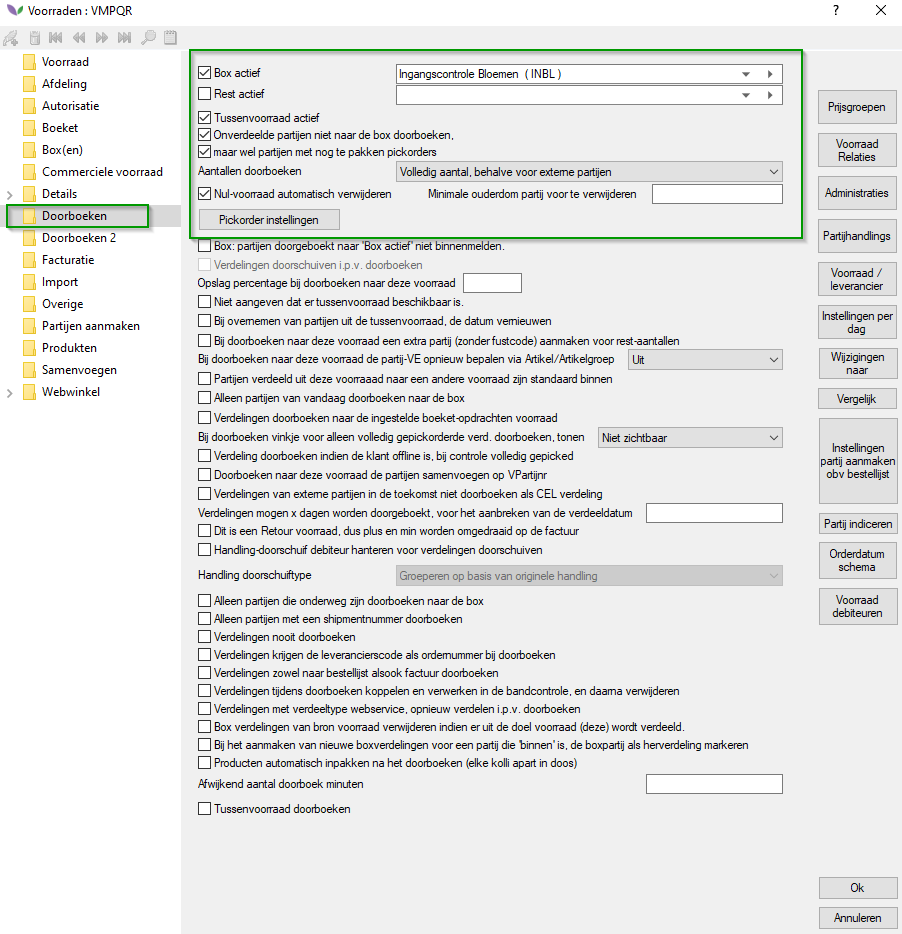 Voorraden : VMPQR
?
Voorraad
Afdeling
Autorisatie
Boeket
Box(en)
Commerciele voorraad
Details
Doorboeken
Doorboeken 2
Facturatie
Import
Overige
Partijen aanmaken
Produkten
Samenvoegen
Webwinkel
Box actief
Ingangscontrole Bloemen ( INBL )
Rest actief
Tussenvoorraad actief
Onverdeelde partijen niet naar de box doorboeken,
maar wel partijen met nog te pakken pickorders
Aantallen doorboeken
Volledig aantal, behalve voor externe partijen
Nul-voorraad automatisch verwijderen
Minimale ouderdom partij voor te verwijderen
Pickorder instellingen
Box: partijen doorgeboekt naar 'Box actief' niet binnenmelden.
Verdelingen doorschuiven i.p.v. doorboeken
Opslag percentage bij doorboeken naar deze voorraad
Niet aangeven dat er tussenvoorraad beschikbaar is.
Bij overnemen van partijen uit de tussenvoorraad, de datum vernieuwen
Bij doorboeken naar deze voorraad een extra partij (zonder fustcode) aanmaken voor rest-aantallen
Bij doorboeken naar deze voorraad de partij-VE opnieuw bepalen via Artikel/Artikelgroep
Uit
Partijen verdeeld uit deze voorraaad naar een andere voorraad zijn standaard binnen
Alleen partijen van vandaag doorboeken naar de box
Verdelingen doorboeken naar de ingestelde boeket-opdrachten voorraad
Bij doorboeken vinkje voor alleen volledig gepickorderde verd. doorboeken, tonen
Niet zichtbaar
Verdeling doorboeken indien de klant offline is, bij controle volledig gepicked
Doorboeken naar deze voorraad de partijen samenvoegen op VPartijnr
Verdelingen van externe partijen in de toekomst niet doorboeken als CEL verdeling
Verdelingen mogen x dagen worden doorgeboekt, voor het aanbreken van de verdeeldatum
Dit is een Retour voorraad, dus plus en min worden omgedraaid op de factuur
Handling-doorschuif debiteur hanteren voor verdelingen doorschuiven
Handling doorschuiftype
Groeperen op basis van originele handling
Alleen partijen die onderweg zijn doorboeken naar de box
Alleen partijen met een shipmentnummer doorboeken
Verdelingen nooit doorboeken
Verdelingen krijgen de leverancierscode als ordernummer bij doorboeken
Verdelingen zowel naar bestellijst alsook factuur doorboeken
Verdelingen tijdens doorboeken koppelen en verwerken in de bandcontrole, en daarna verwijderen
Verdelingen met verdeeltype webservice, opnieuw verdelen i.p.v. doorboeken
Box verdelingen van bron voorraad verwijderen indien er uit de doel voorraad (deze) wordt verdeeld.
Bij het aanmaken van nieuwe boxverdelingen voor een partij die 'binnen' is, de boxpartij als herverdeling markeren
Producten automatisch inpakken na het doorboeken (elke kolli apart in doos)
Afwijkend aantal doorboek minuten
Tussenvoorraad doorboeken
Prijsgroepen
Voorraad
Relaties
Administraties
Partijhandlings
Voorraad /
leverancier
Instellingen per
dag
Wijzigingen
naar
Vergelijk
Instellingen
partij aanmaken
obv bestellijst
Partij indiceren
Orderdatum
schema
Voorraad
debiteuren
Ok
Annuleren